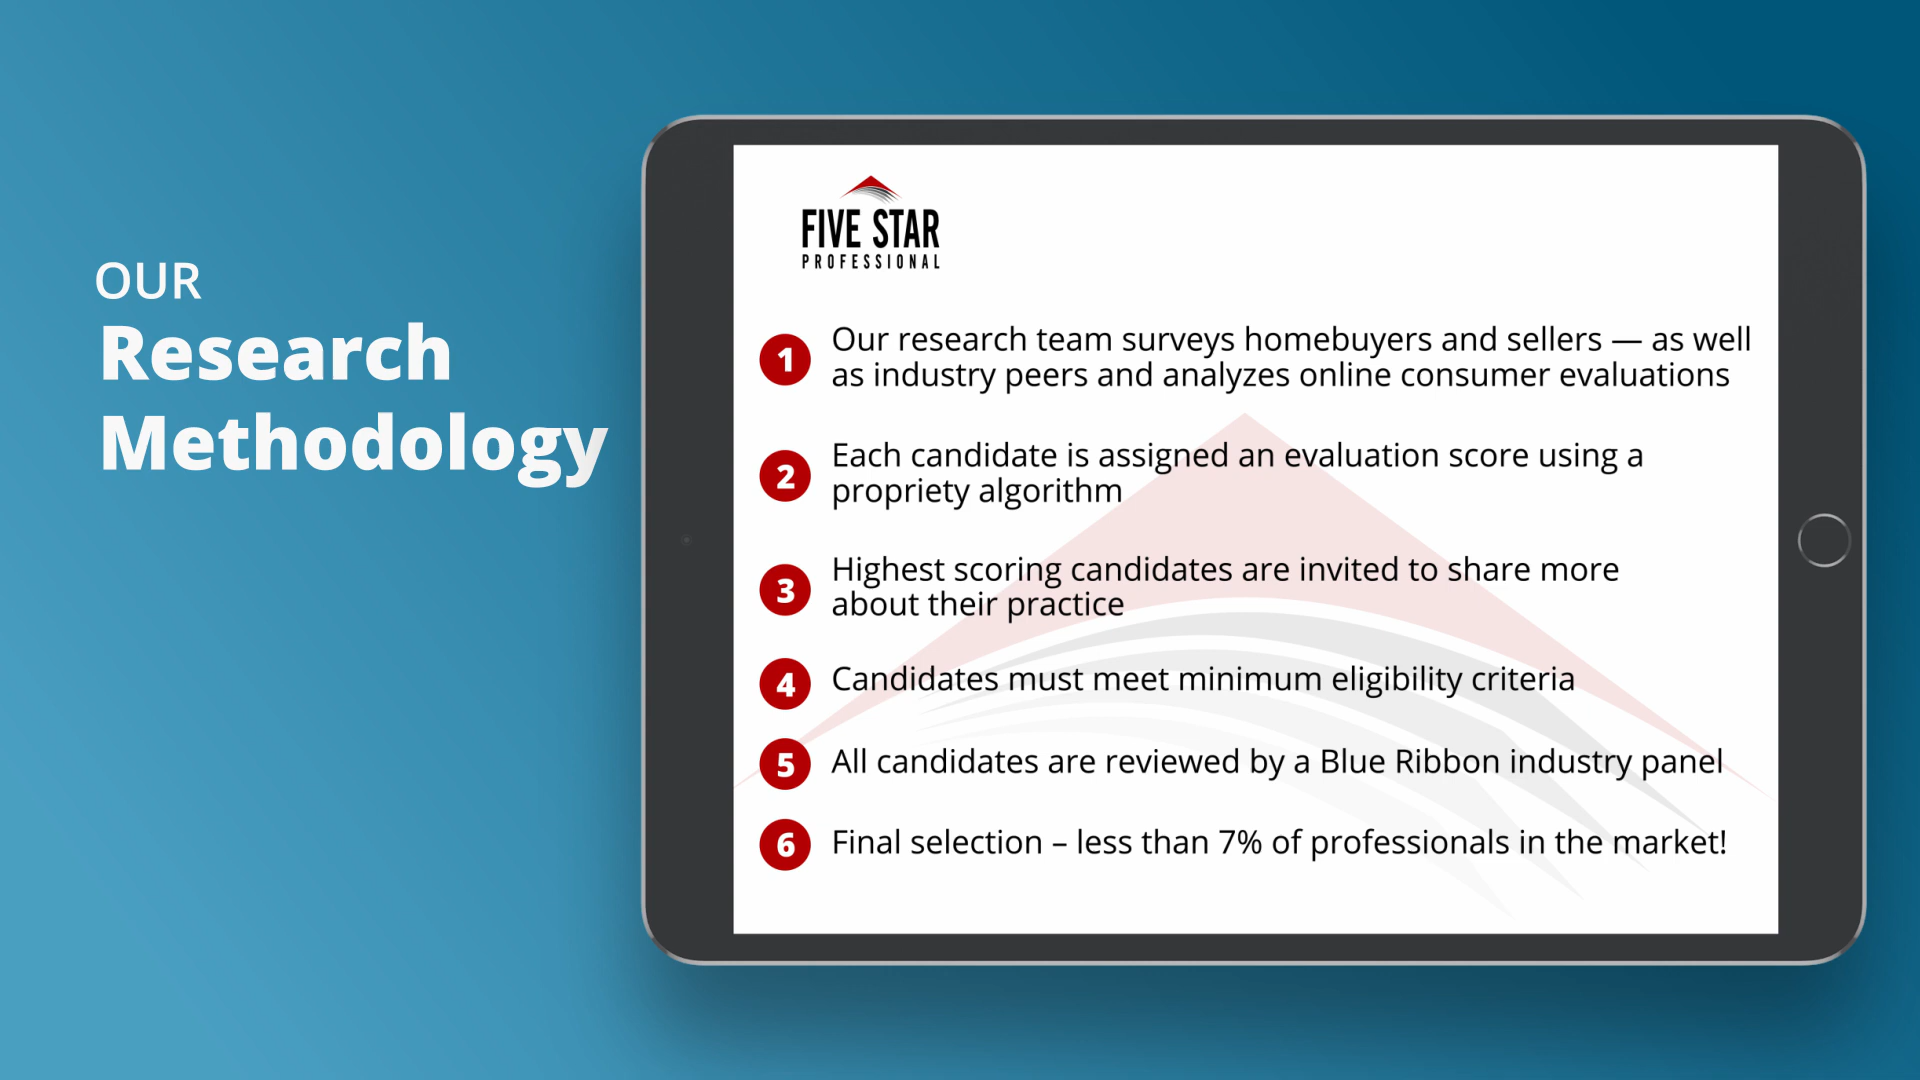 OUR
Research
Methodology
FIVE STAR
PROFESSIONAL
1 Our research team surveys homebuyers and sellers — as well
as industry peers and analyzes online consumer evaluations
2 Each candidate is assigned an evaluation score using a
propriety algorithm
3 Highest scoring candidates are invited to share more
about their practice
4 Candidates must meet minimum eligibility criteria
5 All candidates are reviewed by a Blue Ribbon industry panel
6 Final selection – less than 7% of professionals in the market!